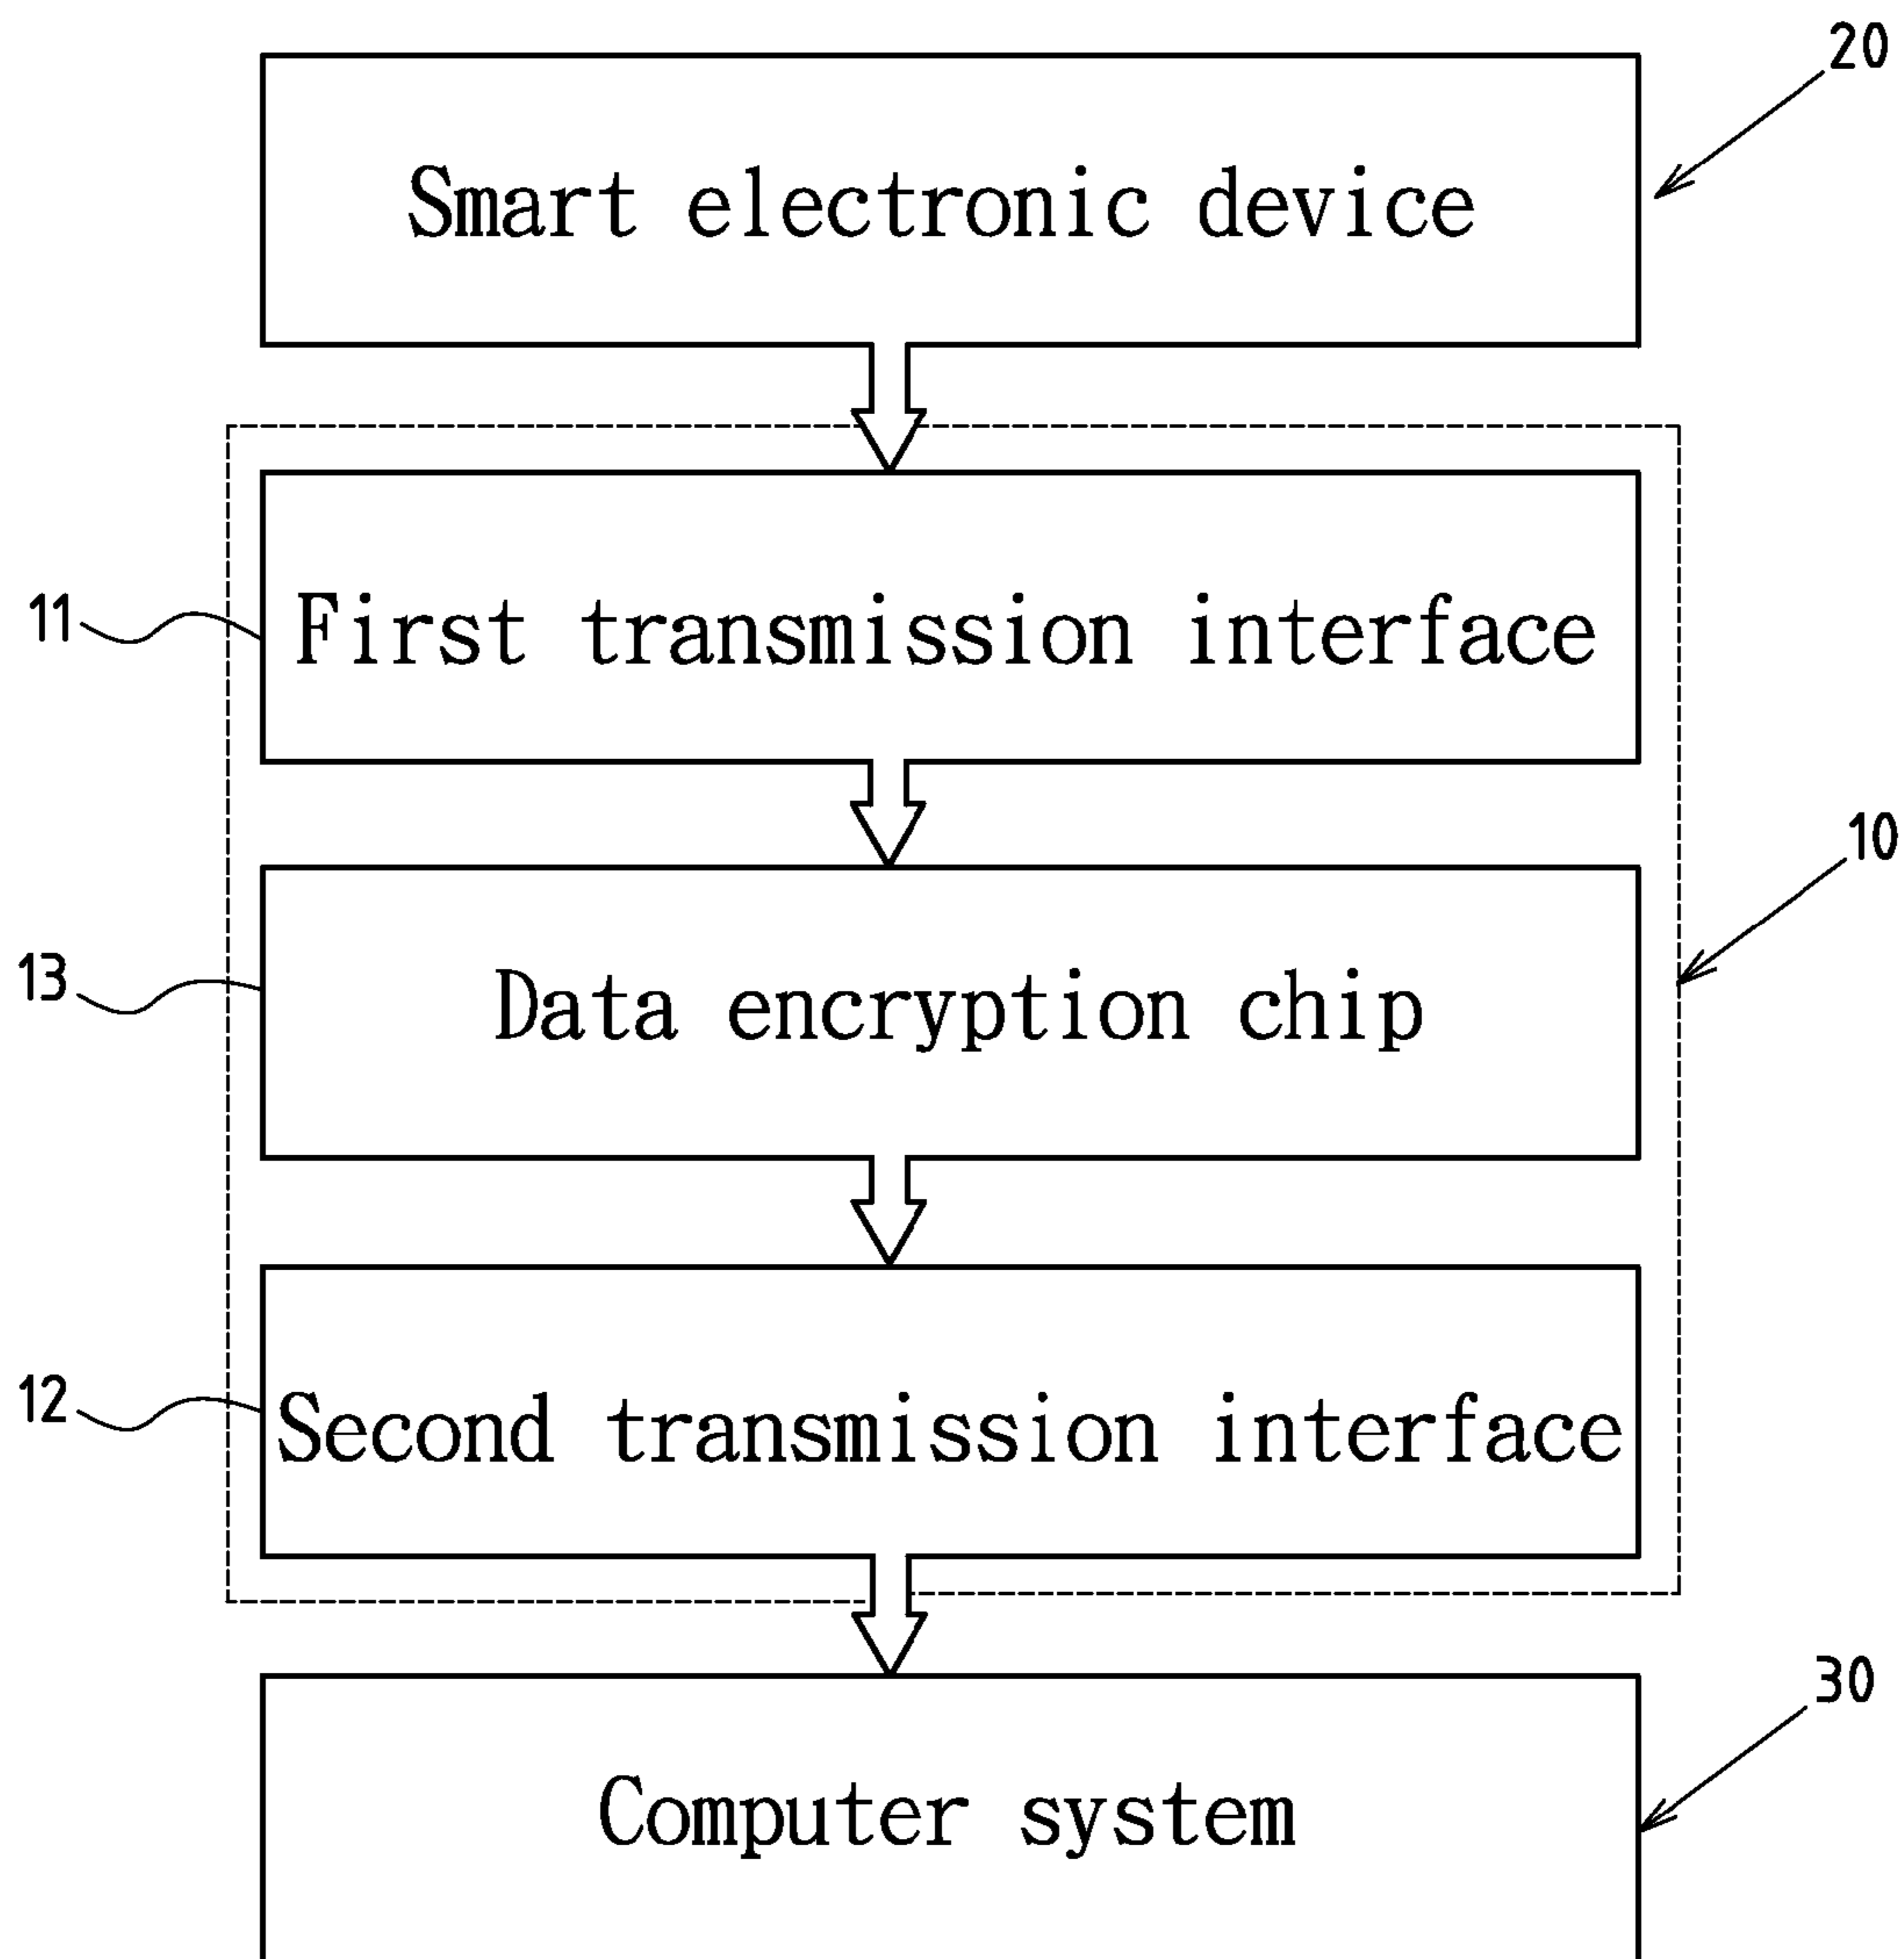 20
Smart electronic device
11
First transmission interface
10
13
Data encryption chip
12
Second transmission interface
30
Computer system